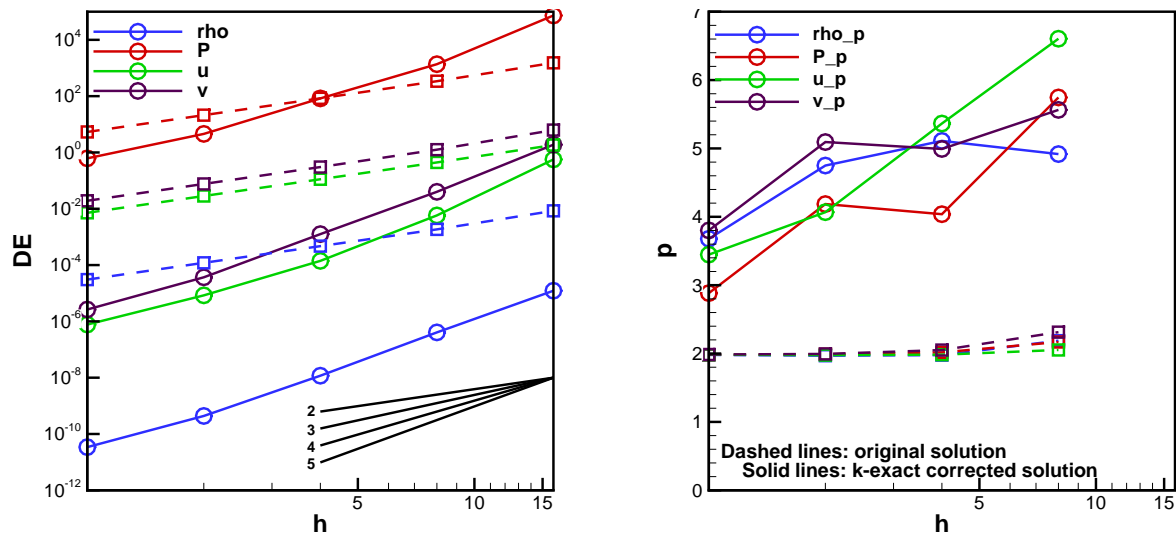 DE
10^4
10^2
10^0
10^-2
10^-4
10^-6
10^-8
10^-10
10^-12
rho
P
u
v
2
3
4
5
5
10
15
h
p
7
6
5
4
3
2
1
0
rho_p
P_p
u_p
v_p
Dashed lines: original solution
Solid lines: k-exact corrected solution
5
10
15
h